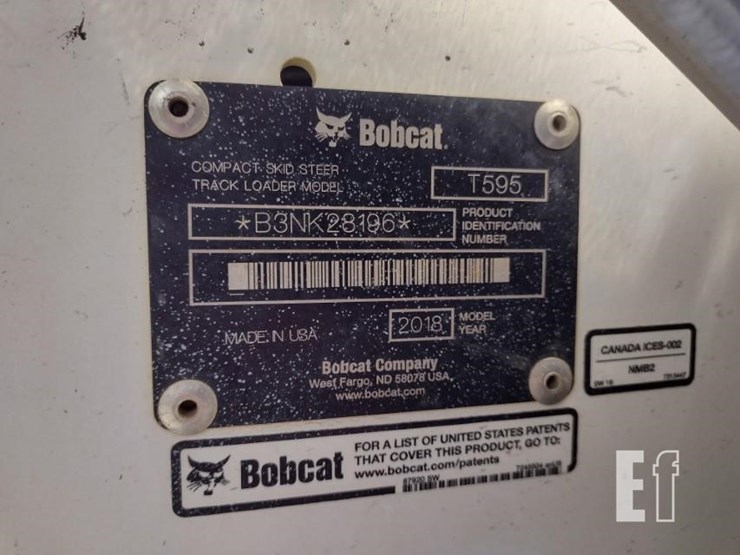 Bobcat.
COMPACT SKID STEER
TRACK LOADER MODEL
T595
*B3NK28196*
PRODUCT
IDENTIFICATION
NUMBER
MADE IN USA
2018
MODEL
YEAR
Bobcat Company
West Fargo, ND 58078 USA
www.bobcat.com
CANADA ICES-002
NMB2
Bobcat
FOR A LIST OF UNITED STATES PATENTS
THAT COVER THIS PRODUCT, GO TO:
www.bobcat.com/patents
Ef